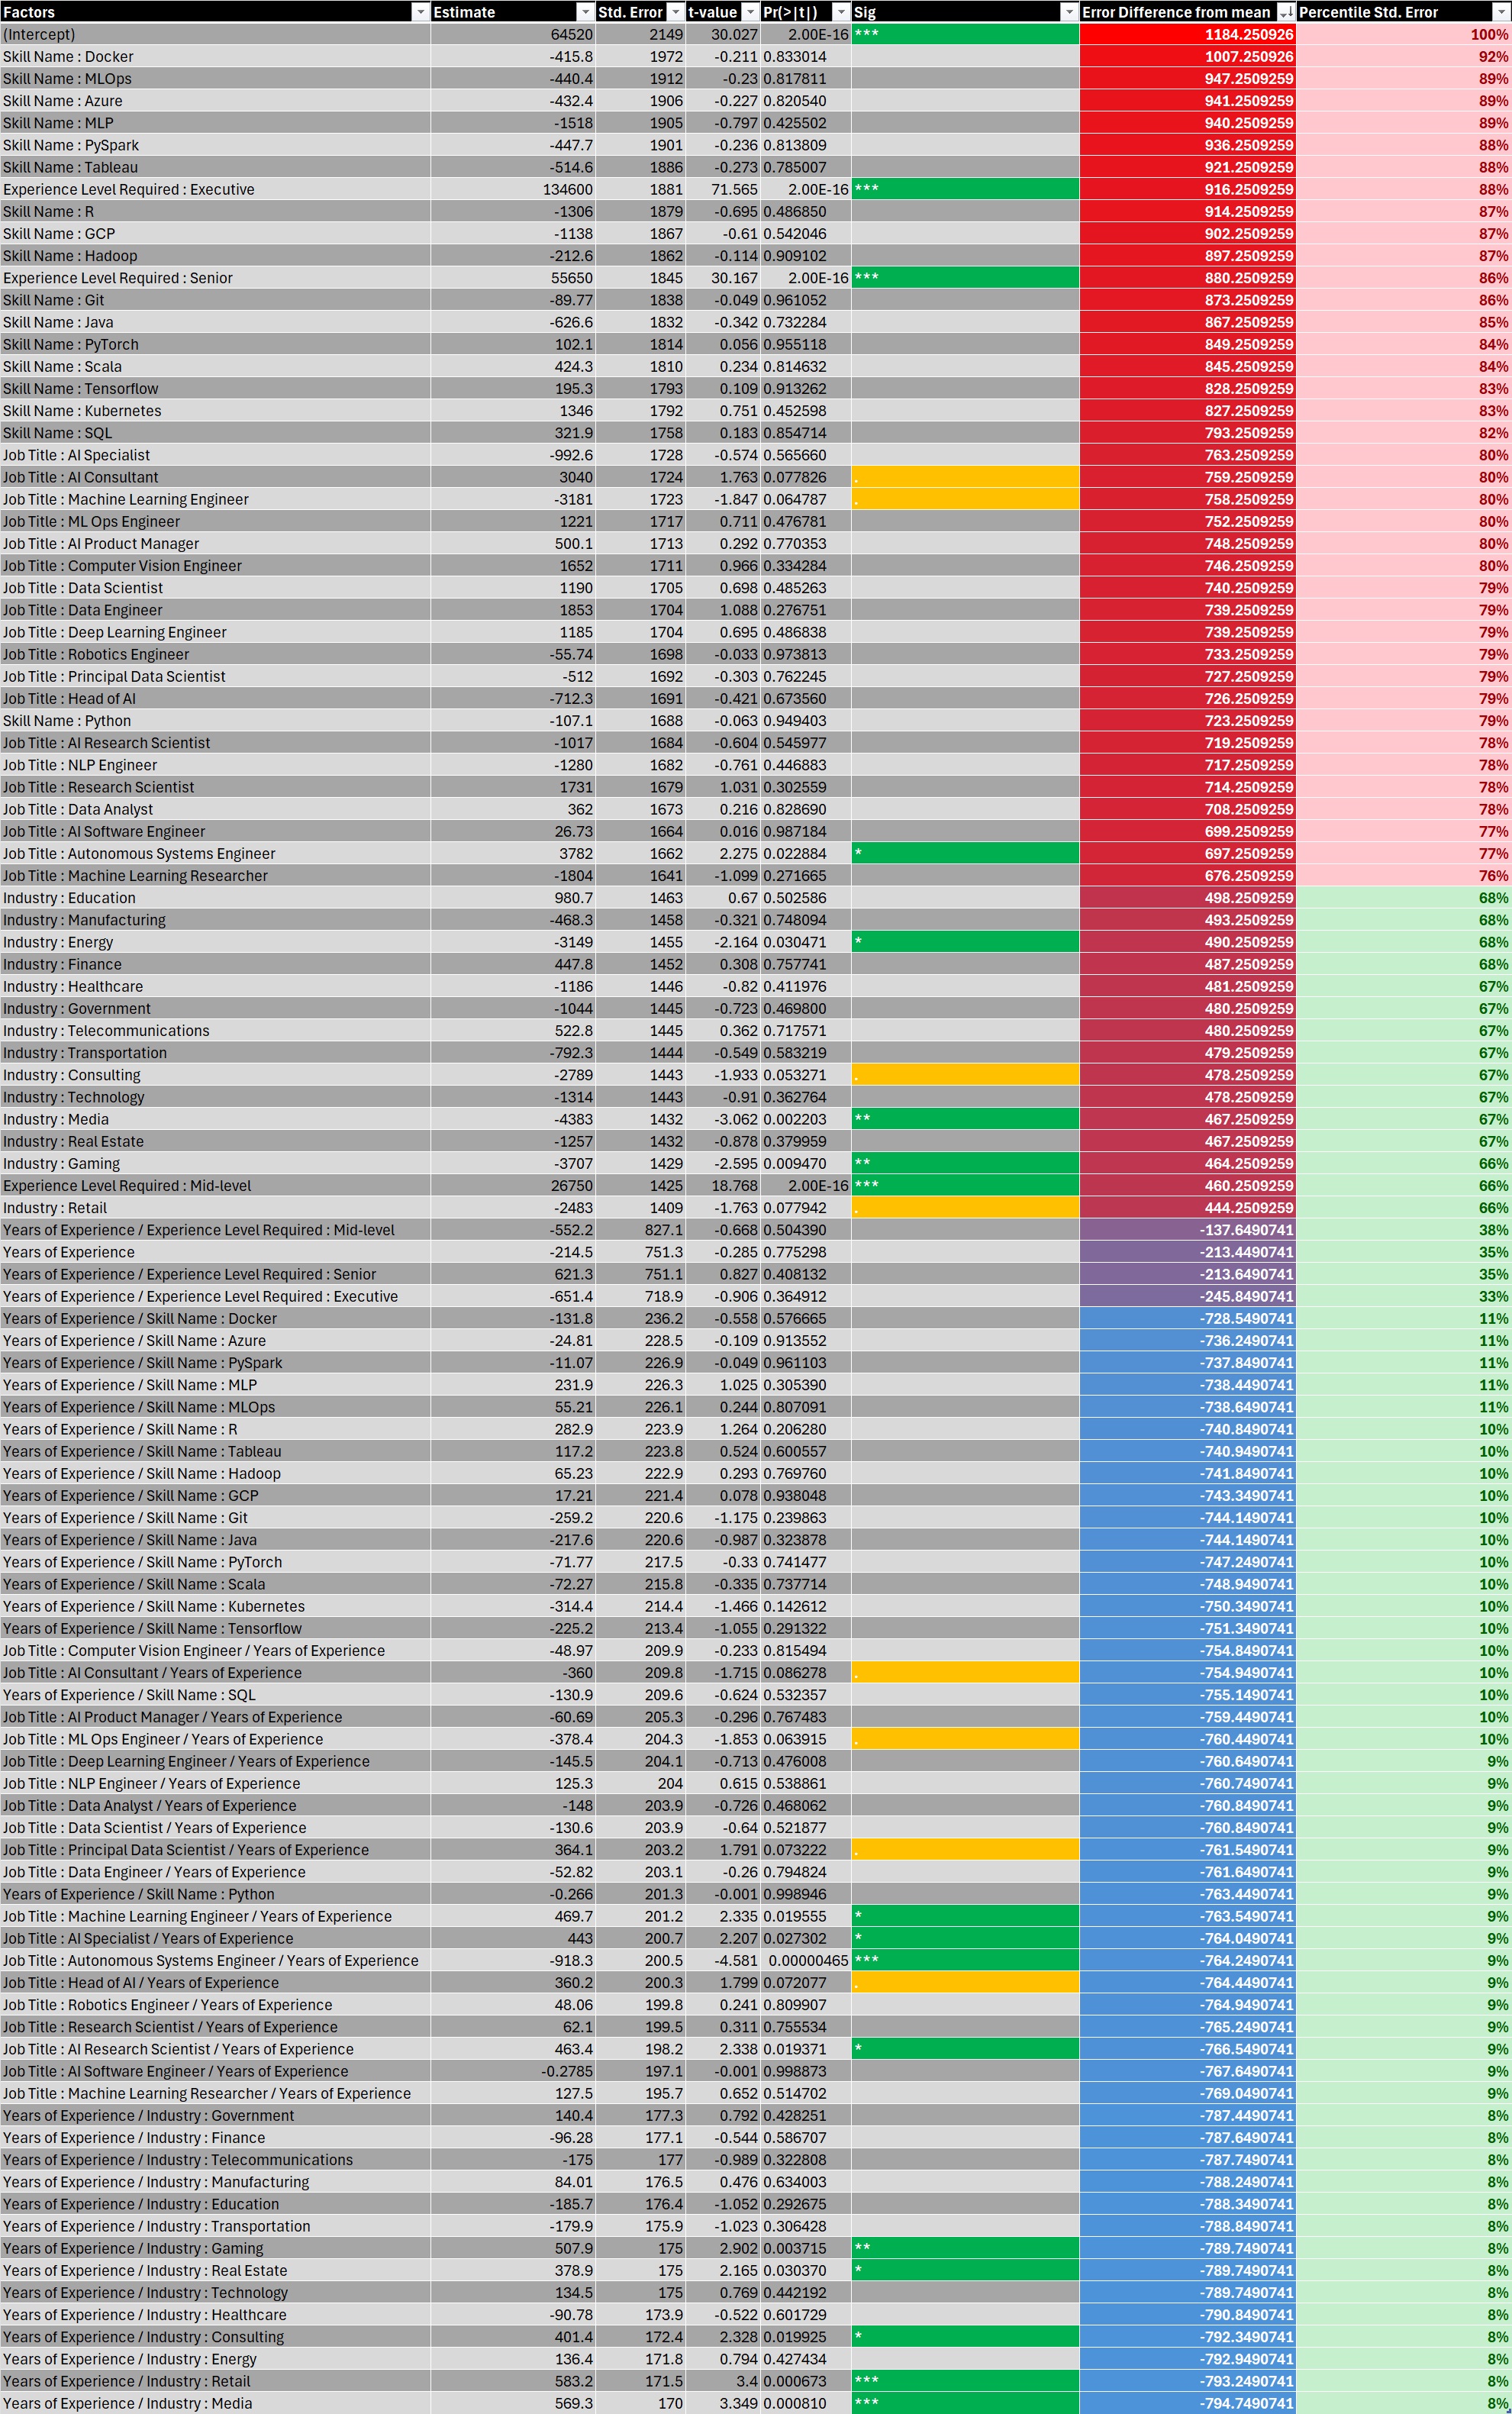 Factors Estimate Std. Error t-value Pr(>|t|) Sig Error Difference from mean Percentile Std. Error
(Intercept) 64520 2149 30.027 2.00E-16 *** 1184.250926 100%
Skill Name : Docker -415.8 1972 -0.211 0.833014 1007.250926 92%
Skill Name : MLOps -440.4 1912 -0.23 0.817811 947.2509259 89%
Skill Name : Azure -432.4 1906 -0.227 0.820540 941.2509259 89%
Skill Name : MLP -1518 1905 -0.797 0.425502 940.2509259 89%
Skill Name : PySpark -447.7 1901 -0.236 0.813809 936.2509259 88%
Skill Name : Tableau -514.6 1886 -0.273 0.785007 921.2509259 88%
Experience Level Required : Executive 134600 1881 71.565 2.00E-16 *** 916.2509259 88%
Skill Name : R -1306 1879 -0.695 0.486850 914.2509259 87%
Skill Name : GCP -1138 1867 -0.61 0.542046 902.2509259 87%
Skill Name : Hadoop -212.6 1862 -0.114 0.909102 897.2509259 87%
Experience Level Required : Senior 55650 1845 30.167 2.00E-16 *** 880.2509259 86%
Skill Name : Git -89.77 1838 -0.049 0.961052 873.2509259 86%
Skill Name : Java -626.6 1832 -0.342 0.732284 867.2509259 85%
Skill Name : PyTorch 102.1 1814 0.056 0.955118 849.2509259 84%
Skill Name : Scala 424.3 1810 0.234 0.814632 845.2509259 84%
Skill Name : Tensorflow 195.3 1793 0.109 0.913262 828.2509259 83%
Skill Name : Kubernetes 1346 1792 0.751 0.452598 827.2509259 83%
Skill Name : SQL 321.9 1758 0.183 0.854714 793.2509259 82%
Job Title : AI Specialist -992.6 1728 -0.574 0.565660 763.2509259 80%
Job Title : AI Consultant 3040 1724 1.763 0.077826 . 759.2509259 80%
Job Title : Machine Learning Engineer -3181 1723 -1.847 0.064787 . 758.2509259 80%
Job Title : ML Ops Engineer 1221 1717 0.711 0.476781 752.2509259 80%
Job Title : AI Product Manager 500.1 1713 0.292 0.770353 748.2509259 80%
Job Title : Computer Vision Engineer 1652 1711 0.966 0.334284 746.2509259 80%
Job Title : Data Scientist 1190 1705 0.698 0.485263 740.2509259 79%
Job Title : Data Engineer 1853 1704 1.088 0.276751 739.2509259 79%
Job Title : Deep Learning Engineer 1185 1704 0.695 0.486838 739.2509259 79%
Job Title : Robotics Engineer -55.74 1698 -0.033 0.973813 733.2509259 79%
Job Title : Principal Data Scientist -512 1692 -0.303 0.762245 727.2509259 79%
Job Title : Head of AI -712.3 1691 -0.421 0.673560 726.2509259 79%
Skill Name : Python -107.1 1688 -0.063 0.949403 723.2509259 79%
Job Title : AI Research Scientist -1017 1684 -0.604 0.545977 719.2509259 78%
Job Title : NLP Engineer -1280 1682 -0.761 0.446883 717.2509259 78%
Job Title : Research Scientist 1731 1679 1.031 0.302559 714.2509259 78%
Job Title : Data Analyst 362 1673 0.216 0.828690 708.2509259 78%
Job Title : AI Software Engineer 26.73 1664 0.016 0.987184 699.2509259 77%
Job Title : Autonomous Systems Engineer 3782 1662 2.275 0.022884 * 697.2509259 77%
Job Title : Machine Learning Researcher -1804 1641 -1.099 0.271665 676.2509259 76%
Industry : Education 980.7 1463 0.67 0.502586 498.2509259 68%
Industry : Manufacturing -468.3 1458 -0.321 0.748094 493.2509259 68%
Industry : Energy -3149 1455 -2.164 0.030471 * 490.2509259 68%
Industry : Finance 447.8 1452 0.308 0.757741 487.2509259 68%
Industry : Healthcare -1186 1446 -0.82 0.411976 481.2509259 67%
Industry : Government -1044 1445 -0.723 0.469800 480.2509259 67%
Industry : Telecommunications 522.8 1445 0.362 0.717571 480.2509259 67%
Industry : Transportation -792.3 1444 -0.549 0.583219 479.2509259 67%
Industry : Consulting -2789 1443 -1.933 0.053271 . 478.2509259 67%
Industry : Technology -1314 1443 -0.91 0.362764 478.2509259 67%
Industry : Media -4383 1432 -3.062 0.002203 ** 467.2509259 67%
Industry : Real Estate -1257 1432 -0.878 0.379959 467.2509259 67%
Industry : Gaming -3707 1429 -2.595 0.009470 ** 464.2509259 66%
Experience Level Required : Mid-level 26750 1425 18.768 2.00E-16 *** 460.2509259 66%
Industry : Retail -2483 1409 -1.763 0.077942 . 444.2509259 66%
Years of Experience / Experience Level Required : Mid-level -552.2 827.1 -0.668 0.504390 -137.6490741 38%
Years of Experience -214.5 751.3 -0.285 0.775298 -213.4490741 35%
Years of Experience / Experience Level Required : Senior 621.3 751.1 0.827 0.408132 -213.6490741 35%
Years of Experience / Experience Level Required : Executive -651.4 718.9 -0.906 0.364912 -245.8490741 33%
Years of Experience / Skill Name : Docker -131.8 236.2 -0.558 0.576665 -728.5490741 11%
Years of Experience / Skill Name : Azure -24.81 228.5 -0.109 0.913552 -736.2490741 11%
Years of Experience / Skill Name : PySpark -11.07 226.9 -0.049 0.961103 -737.8490741 11%
Years of Experience / Skill Name : MLP 231.9 226.3 1.025 0.305390 -738.4490741 11%
Years of Experience / Skill Name : MLOps 55.21 226.1 0.244 0.807091 -738.6490741 11%
Years of Experience / Skill Name : R 282.9 223.9 1.264 0.206280 -740.8490741 10%
Years of Experience / Skill Name : Tableau 117.2 223.8 0.524 0.600557 -740.9490741 10%
Years of Experience / Skill Name : Hadoop 65.23 222.9 0.293 0.769760 -741.8490741 10%
Years of Experience / Skill Name : GCP 17.21 221.4 0.078 0.938048 -743.3490741 10%
Years of Experience / Skill Name : Git -259.2 220.6 -1.175 0.239863 -744.1490741 10%
Years of Experience / Skill Name : Java -217.6 220.6 -0.987 0.323878 -744.1490741 10%
Years of Experience / Skill Name : PyTorch -71.77 217.5 -0.33 0.741477 -747.2490741 10%
Years of Experience / Skill Name : Scala -72.27 215.8 -0.335 0.737714 -748.9490741 10%
Years of Experience / Skill Name : Kubernetes -314.4 214.4 -1.466 0.142612 -750.3490741 10%
Years of Experience / Skill Name : Tensorflow -225.2 213.4 -1.055 0.291322 -751.3490741 10%
Job Title : Computer Vision Engineer / Years of Experience -48.97 209.9 -0.233 0.815494 -754.8490741 10%
Job Title : AI Consultant / Years of Experience -360 209.8 -1.715 0.086278 . -754.9490741 10%
Years of Experience / Skill Name : SQL -130.9 209.6 -0.624 0.532357 -755.1490741 10%
Job Title : AI Product Manager / Years of Experience -60.69 205.3 -0.296 0.767483 -759.4490741 10%
Job Title : ML Ops Engineer / Years of Experience -378.4 204.3 -1.853 0.063915 . -760.4490741 10%
Job Title : Deep Learning Engineer / Years of Experience -145.5 204.1 -0.713 0.476008 -760.6490741 9%
Job Title : NLP Engineer / Years of Experience 125.3 204 0.615 0.538861 -760.7490741 9%
Job Title : Data Analyst / Years of Experience -148 203.9 -0.726 0.468062 -760.8490741 9%
Job Title : Data Scientist / Years of Experience -130.6 203.9 -0.64 0.521877 -760.8490741 9%
Job Title : Principal Data Scientist / Years of Experience 364.1 203.2 1.791 0.073222 . -761.5490741 9%
Job Title : Data Engineer / Years of Experience -52.82 203.1 -0.26 0.794824 -761.6490741 9%
Years of Experience / Skill Name : Python -0.266 201.3 -0.001 0.998946 -763.4490741 9%
Job Title : Machine Learning Engineer / Years of Experience 469.7 201.2 2.335 0.019555 * -763.5490741 9%
Job Title : AI Specialist / Years of Experience 443 200.7 2.207 0.027302 * -764.0490741 9%
Job Title : Autonomous Systems Engineer / Years of Experience -918.3 200.5 -4.581 0.00000465 *** -764.2490741 9%
Job Title : Head of AI / Years of Experience 360.2 200.3 1.799 0.072077 . -764.4490741 9%
Job Title : Robotics Engineer / Years of Experience 48.06 199.8 0.241 0.809907 -764.9490741 9%
Job Title : Research Scientist / Years of Experience 62.1 199.5 0.311 0.755534 -765.2490741 9%
Job Title : AI Research Scientist / Years of Experience 463.4 198.2 2.338 0.019371 * -766.5490741 9%
Job Title : AI Software Engineer / Years of Experience -0.2785 197.1 -0.001 0.998873 -767.6490741 9%
Job Title : Machine Learning Researcher / Years of Experience 127.5 195.7 0.652 0.514702 -769.0490741 9%
Years of Experience / Industry : Government 140.4 177.3 0.792 0.428251 -787.4490741 8%
Years of Experience / Industry : Finance -96.28 177.1 -0.544 0.586707 -787.6490741 8%
Years of Experience / Industry : Telecommunications -175 177 -0.989 0.322808 -787.7490741 8%
Years of Experience / Industry : Manufacturing 84.01 176.5 0.476 0.634003 -788.2490741 8%
Years of Experience / Industry : Education -185.7 176.4 -1.052 0.292675 -788.3490741 8%
Years of Experience / Industry : Transportation -179.9 175.9 -1.023 0.306428 -788.8490741 8%
Years of Experience / Industry : Gaming 507.9 175 2.902 0.003715 ** -789.7490741 8%
Years of Experience / Industry : Real Estate 378.9 175 2.165 0.030370 * -789.7490741 8%
Years of Experience / Industry : Technology 134.5 175 0.769 0.442192 -789.7490741 8%
Years of Experience / Industry : Healthcare -90.78 173.9 -0.522 0.601729 -790.8490741 8%
Years of Experience / Industry : Consulting 401.4 172.4 2.328 0.019925 * -792.3490741 8%
Years of Experience / Industry : Energy 136.4 171.8 0.794 0.427434 -792.9490741 8%
Years of Experience / Industry : Retail 583.2 171.5 3.4 0.000673 *** -793.2490741 8%
Years of Experience / Industry : Media 569.3 170 3.349 0.000810 *** -794.7490741 8%